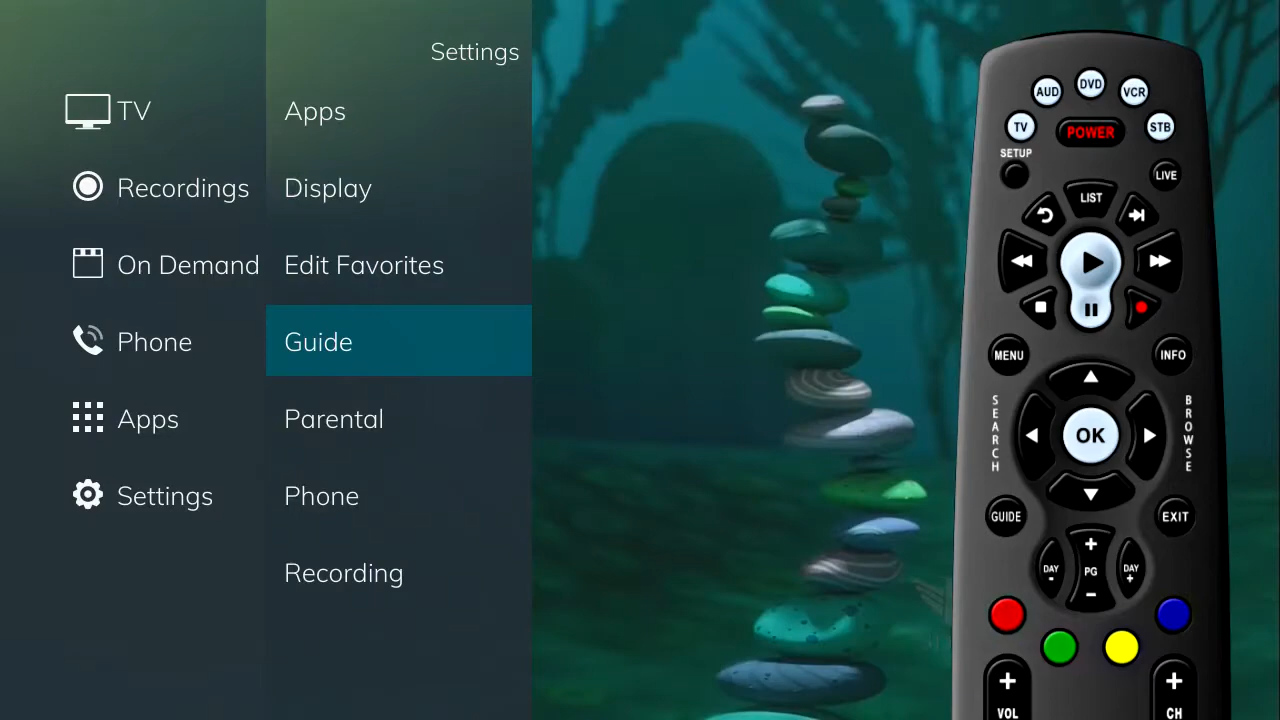 Settings
TV
Recordings
On Demand
Phone
Apps
Settings
Apps
Display
Edit Favorites
Guide
Parental
Phone
Recording
AUD
DVD
VCR
TV
POWER
STB
SETUP
LIVE
LIST
MENU
INFO
SEARCH
BROWSE
OK
GUIDE
EXIT
DAY -
+ PG -
DAY +
+
VOL
+
CH